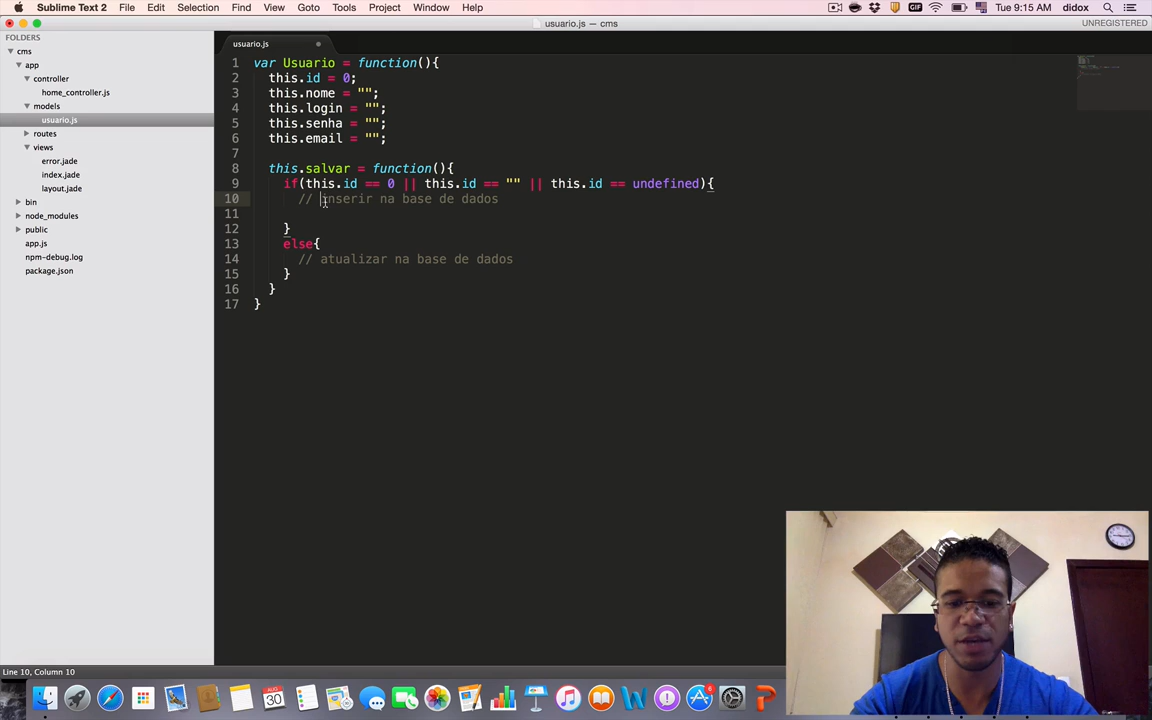 Sublime Text 2 File Edit Selection Find View Goto Tools Project Window Help GIF Tue 9:15 AM didox
usuario.js — cms UNREGISTERED
FOLDERS
cms
app
controller
home_controller.js
models
usuario.js
routes
views
error.jade
index.jade
layout.jade
bin
node_modules
public
app.js
npm-debug.log
package.json
usuario.js
1 var Usuario = function(){
2 this.id = 0;
3 this.nome = "";
4 this.login = "";
5 this.senha = "";
6 this.email = "";
7
8 this.salvar = function(){
9 if(this.id == 0 || this.id == "" || this.id == undefined){
10 // inserir na base de dados
11
12 }
13 else{
14 // atualizar na base de dados
15 }
16 }
17 }
Line 10, Column 10
AUG
30
6